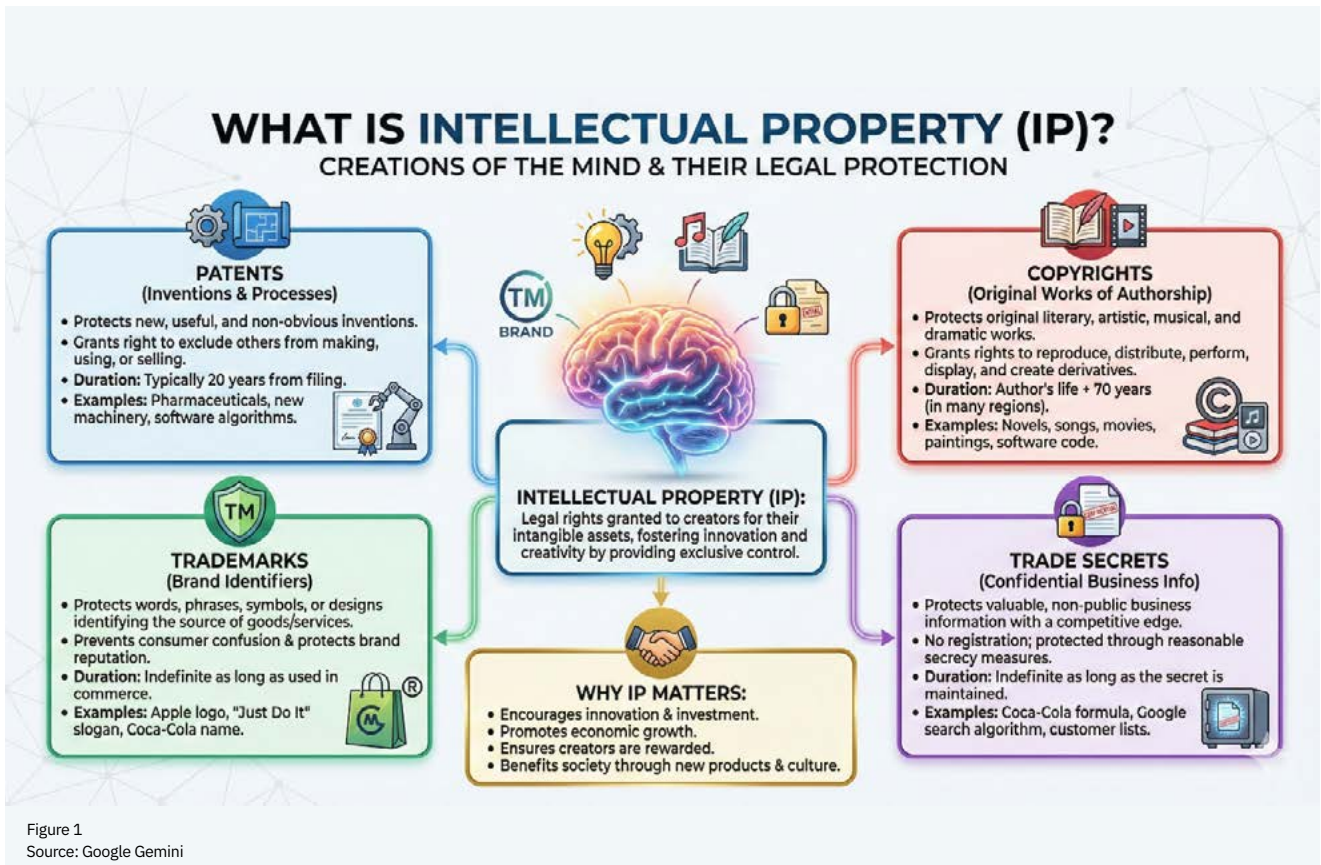 WHAT IS INTELLECTUAL PROPERTY (IP)?
CREATIONS OF THE MIND & THEIR LEGAL PROTECTION
PATENTS
(Inventions & Processes)
• Protects new, useful, and non-obvious inventions.
• Grants right to exclude others from making,
using, or selling.
• Duration: Typically 20 years from filing.
• Examples: Pharmaceuticals, new
machinery, software algorithms.
TM
BRAND
COPYRIGHTS
(Original Works of Authorship)
• Protects original literary, artistic, musical, and
dramatic works.
• Grants rights to reproduce, distribute, perform,
display, and create derivatives.
• Duration: Author's life + 70 years
(in many regions).
• Examples: Novels, songs, movies,
paintings, software code.
©
INTELLECTUAL PROPERTY (IP):
Legal rights granted to creators for their
intangible assets, fostering innovation and
creativity by providing exclusive control.
TM
TRADEMARKS
(Brand Identifiers)
• Protects words, phrases, symbols, or designs
identifying the source of goods/services.
• Prevents consumer confusion & protects brand
reputation.
• Duration: Indefinite as long as used in
commerce.
• Examples: Apple logo, "Just Do It"
slogan, Coca-Cola name.
®
WHY IP MATTERS:
• Encourages innovation & investment.
• Promotes economic growth.
• Ensures creators are rewarded.
• Benefits society through new products & culture.
TRADE SECRETS
(Confidential Business Info)
• Protects valuable, non-public business
information with a competitive edge.
• No registration; protected through reasonable
secrecy measures.
• Duration: Indefinite as long as the secret is
maintained.
• Examples: Coca-Cola formula, Google
search algorithm, customer lists.
Figure 1
Source: Google Gemini